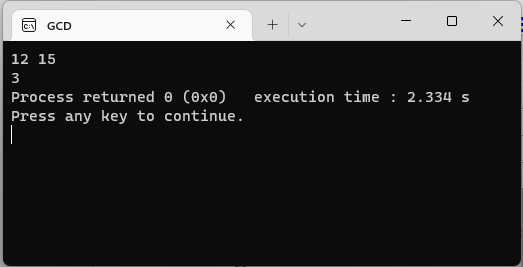 GCD
12 15
3
Process returned 0 (0x0)   execution time : 2.334 s
Press any key to continue.